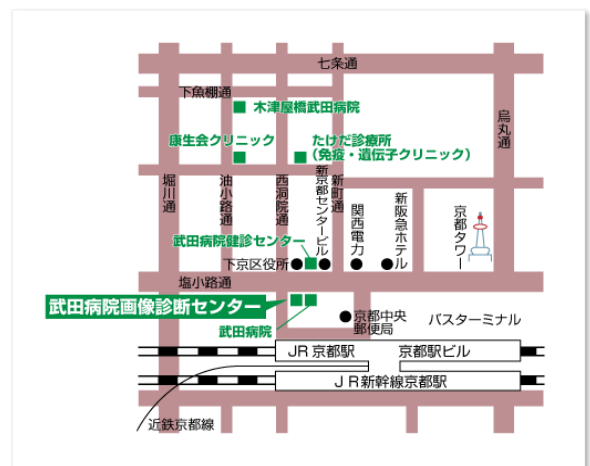 七条通
下魚棚通
木津屋橋武田病院
烏丸通
康生会クリニック
たけだ診療所
（免疫・遺伝子クリニック）
堀川通
油小路通
西洞院通
新京都センタービル
新町通
関西電力
新阪急ホテル
京都タワー
武田病院健診センター
下京区役所
塩小路通
武田病院画像診断センター
武田病院
京都中央
郵便局
バスターミナル
JR 京都駅
京都駅ビル
ＪＲ新幹線京都駅
近鉄京都線